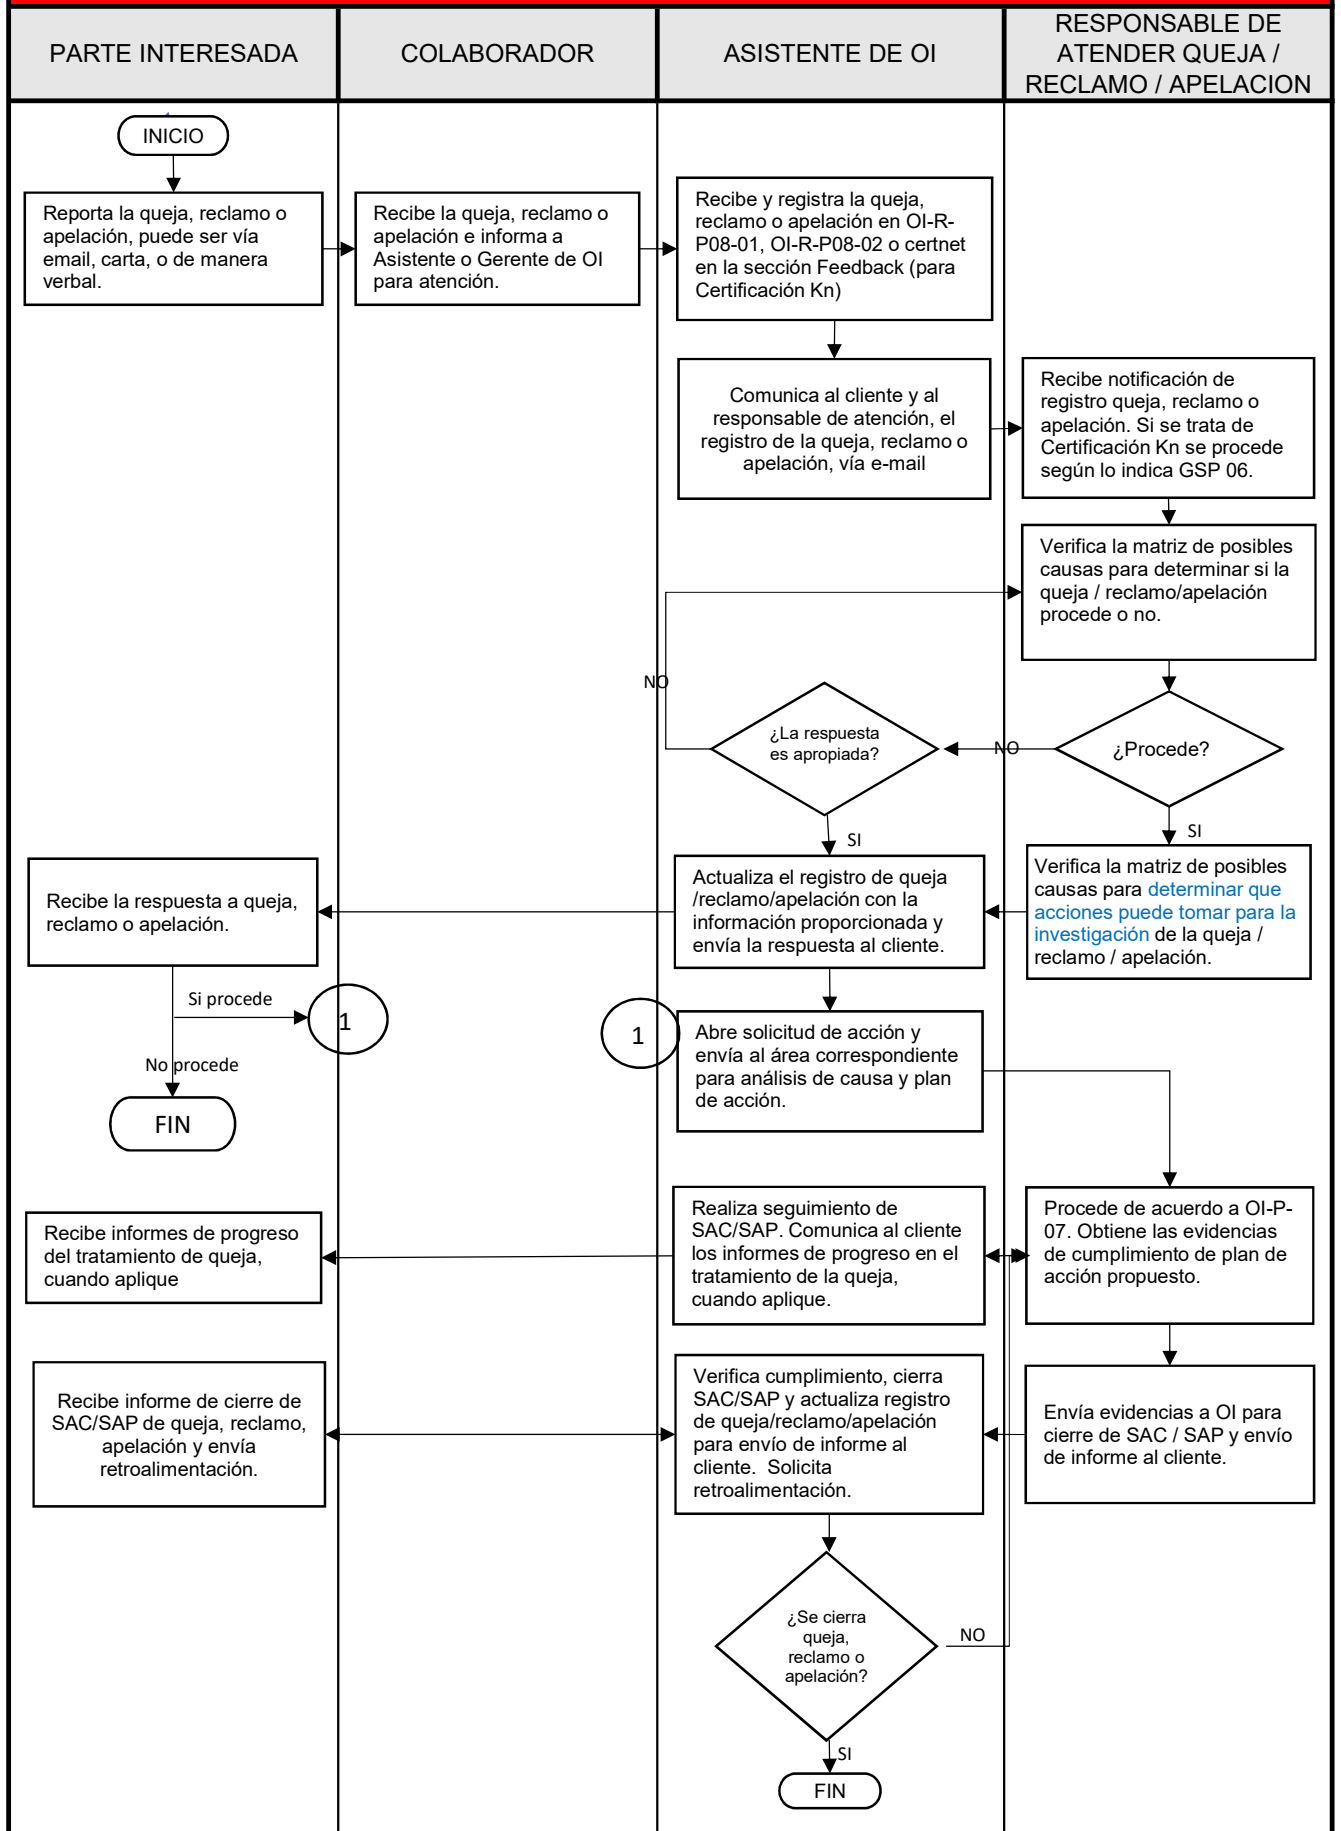 PARTE INTERESADA
COLABORADOR
ASISTENTE DE OI
RESPONSABLE DE
ATENDER QUEJA /
RECLAMO / APELACION
INICIO
Reporta la queja, reclamo o
apelación, puede ser vía
email, carta, o de manera
verbal.
Recibe la queja, reclamo o
apelación e informa a
Asistente o Gerente de OI
para atención.
Recibe y registra la queja,
reclamo o apelación en OI-R-
P08-01, OI-R-P08-02 o certnet
en la sección Feedback (para
Certificación Kn)
Comunica al cliente y al
responsable de atención, el
registro de la queja, reclamo o
apelación, vía e-mail
Recibe notificación de
registro queja, reclamo o
apelación. Si se trata de
Certificación Kn se procede
según lo indica GSP 06.
Verifica la matriz de posibles
causas para determinar si la
queja / reclamo/apelación
procede o no.
NO
¿La respuesta
es apropiada?
NO
¿Procede?
SI
SI
Recibe la respuesta a queja,
reclamo o apelación.
Actualiza el registro de queja
/reclamo/apelación con la
información proporcionada y
envía la respuesta al cliente.
Verifica la matriz de posibles
causas para determinar que
acciones puede tomar para la
investigación de la queja /
reclamo / apelación.
Si procede
1
1
No procede
FIN
Abre solicitud de acción y
envía al área correspondiente
para análisis de causa y plan
de acción.
Recibe informes de progreso
del tratamiento de queja,
cuando aplique
Realiza seguimiento de
SAC/SAP. Comunica al cliente
los informes de progreso en el
tratamiento de la queja,
cuando aplique.
Procede de acuerdo a OI-P-
07. Obtiene las evidencias
de cumplimiento de plan de
acción propuesto.
Recibe informe de cierre de
SAC/SAP de queja, reclamo,
apelación y envía
retroalimentación.
Verifica cumplimiento, cierra
SAC/SAP y actualiza registro
de queja/reclamo/apelación
para envío de informe al
cliente.  Solicita
retroalimentación.
Envía evidencias a OI para
cierre de SAC / SAP y envío
de informe al cliente.
¿Se cierra
queja,
reclamo o
apelación?
NO
SI
FIN